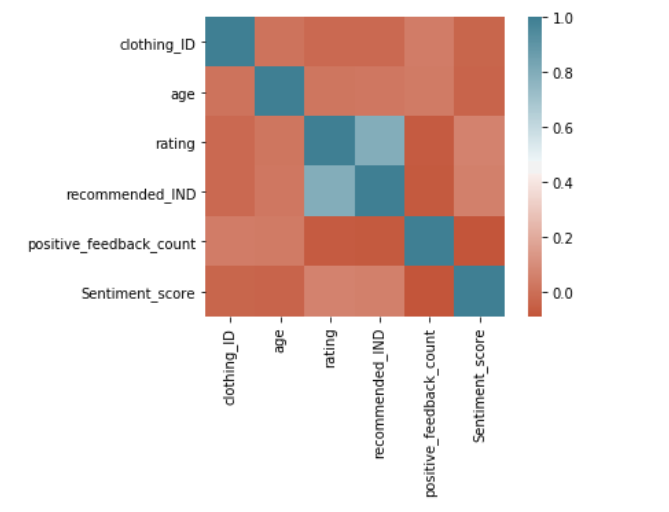 clothing_ID
age
rating
recommended_IND
positive_feedback_count
Sentiment_score
clothing_ID
age
rating
recommended_IND
positive_feedback_count
Sentiment_score
1.0
0.8
0.6
0.4
0.2
0.0